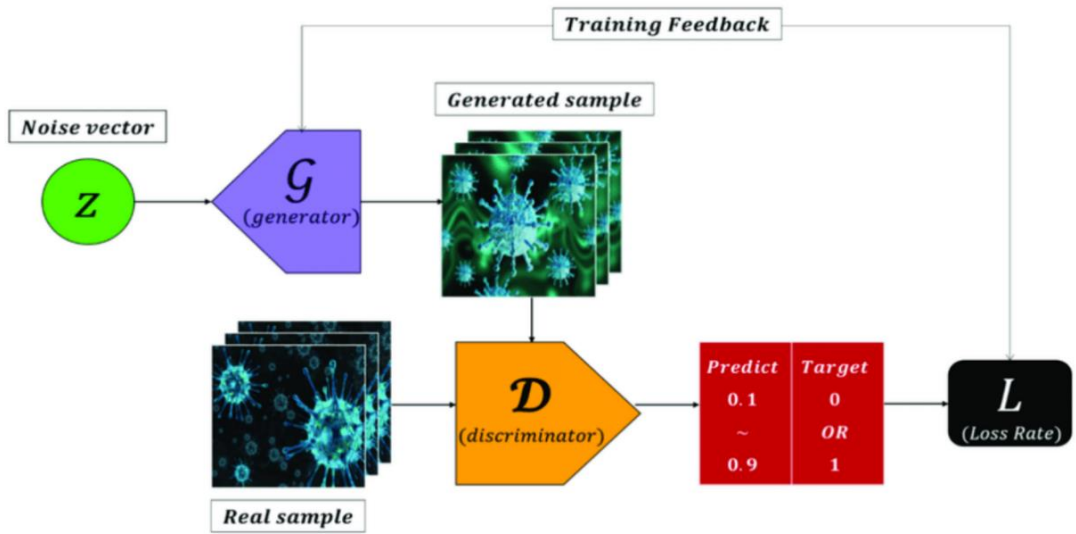 Training Feedback
Generated sample
Noise vector
z
G
(generator)
Real sample
D
(discriminator)
Predict Target
0.1 0
~ OR
0.9 1
L
(Loss Rate)